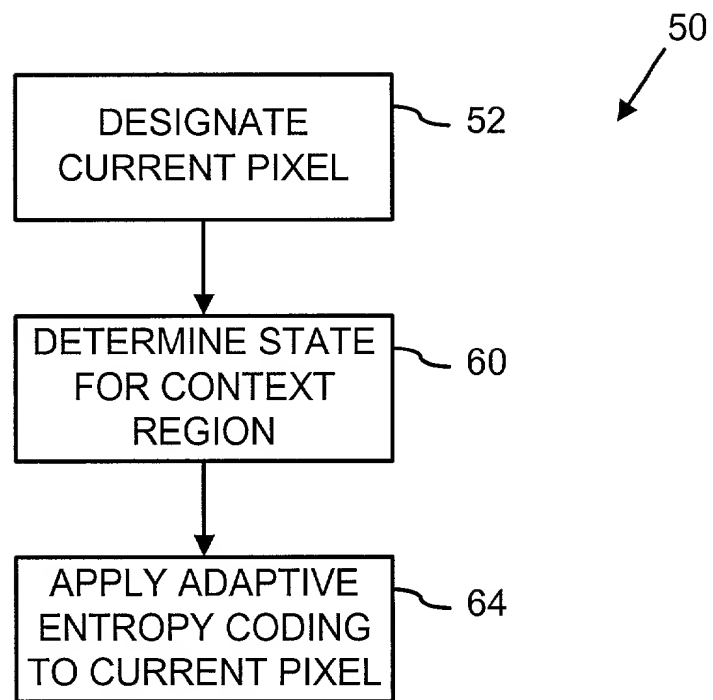 50
DESIGNATE
CURRENT PIXEL
52
DETERMINE STATE
FOR CONTEXT
REGION
60
APPLY ADAPTIVE
ENTROPY CODING
TO CURRENT PIXEL
64